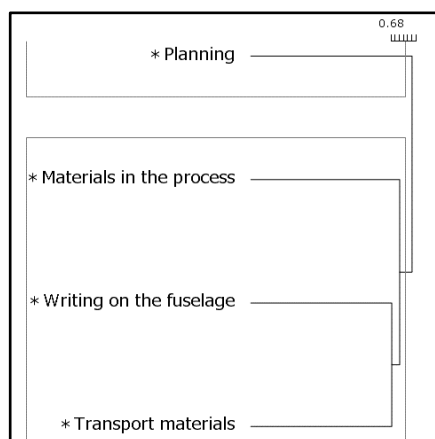 0.68
* Planning
* Materials in the process
* Writing on the fuselage
* Transport materials